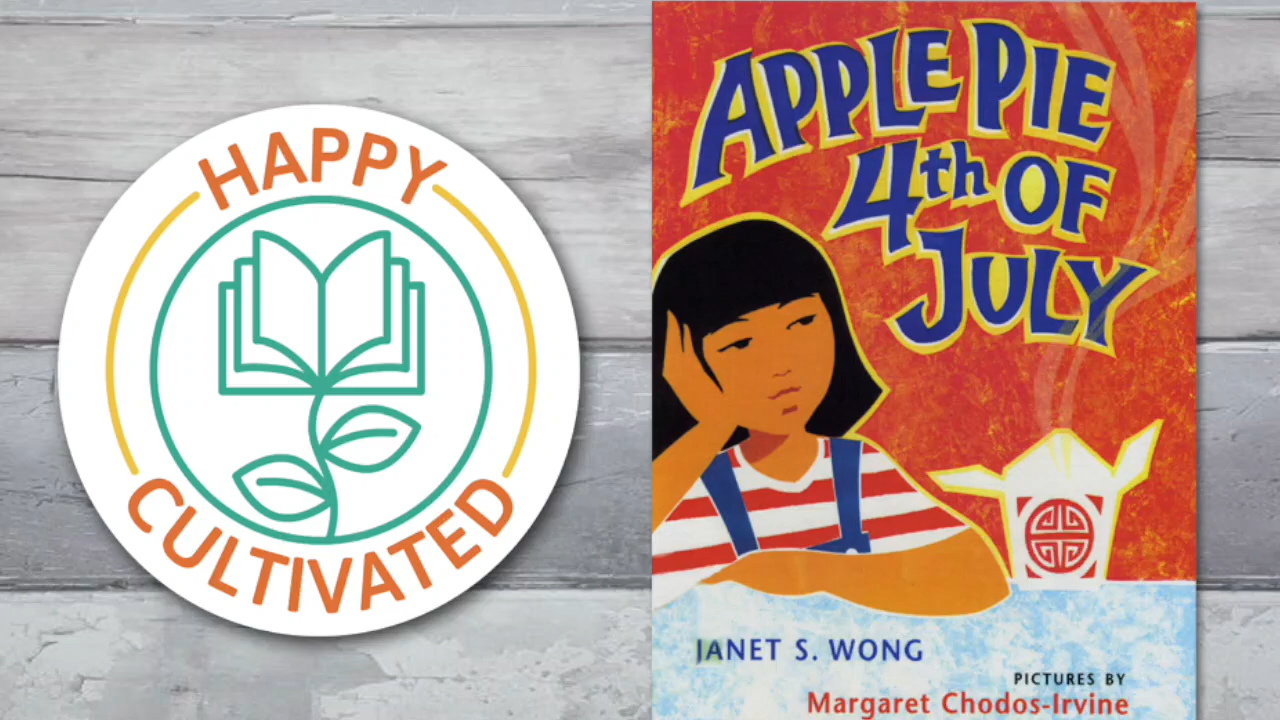 HAPPY
CULTIVATED
APPLE PIE
4th OF
JULY
JANET S. WONG
PICTURES BY
Margaret Chodos-Irvine